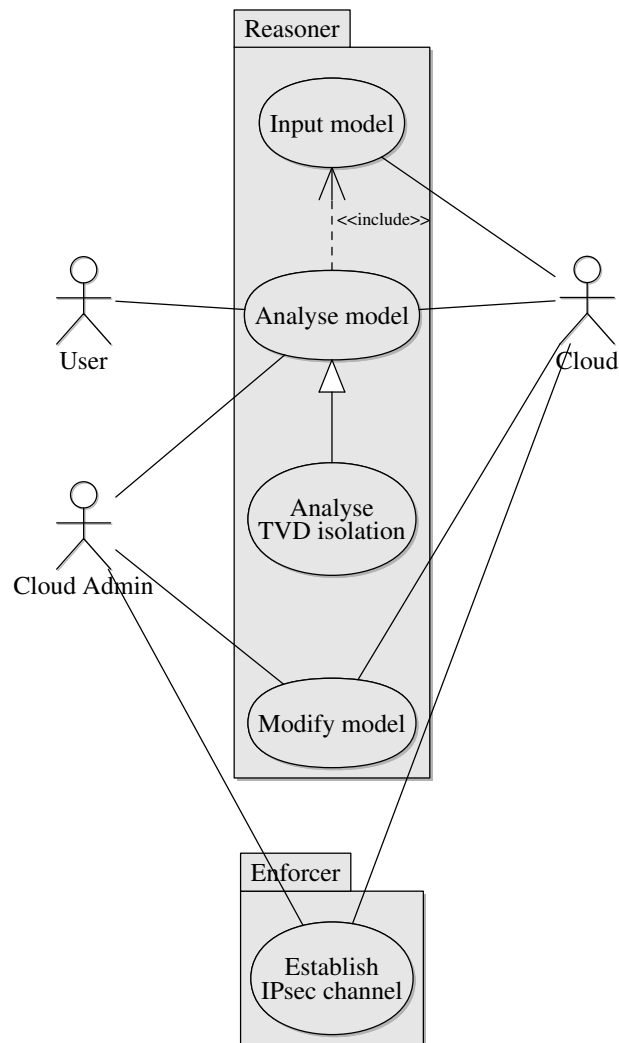 Reasoner
Input model
<<include>>
Analyse model
User
Cloud
Analyse
TVD isolation
Cloud Admin
Modify model
Enforcer
Establish
IPsec channel